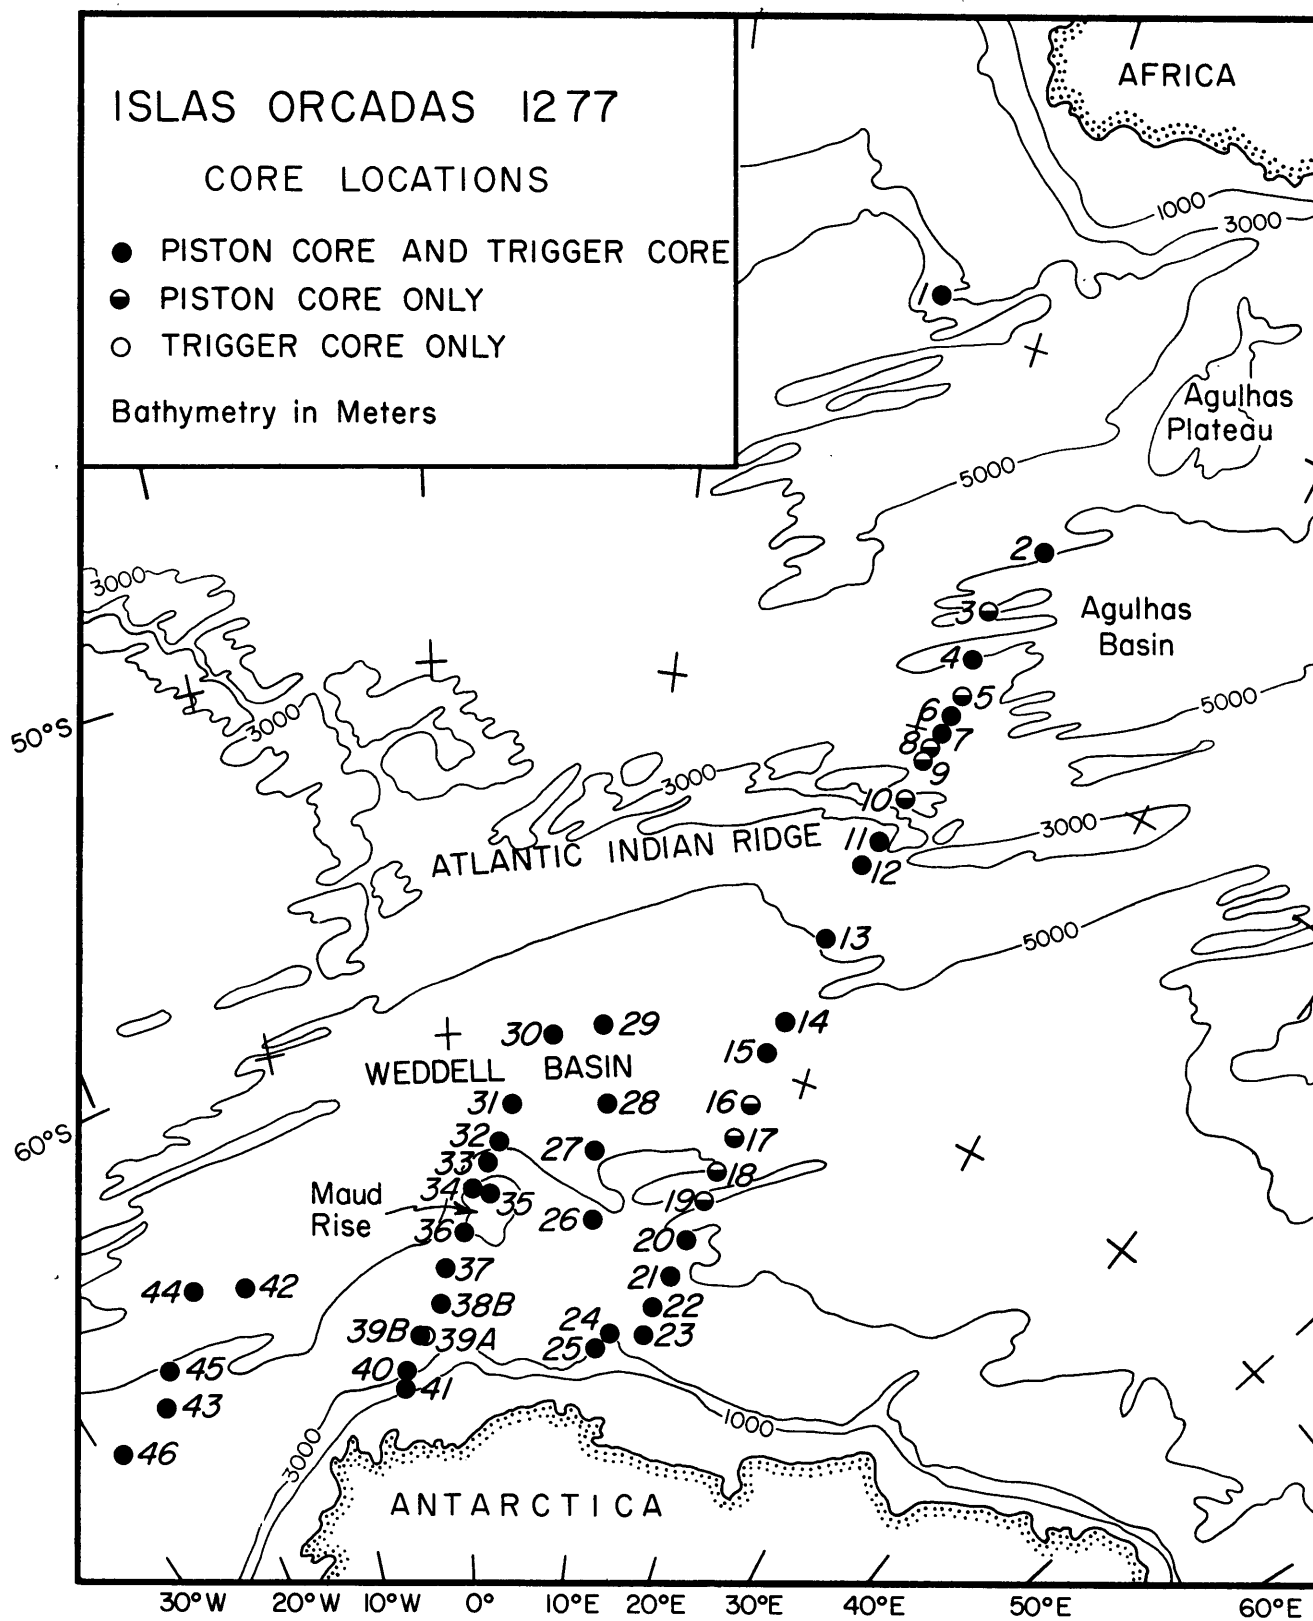 ISLAS ORCADAS 1277
CORE LOCATIONS
PISTON CORE AND TRIGGER CORE
PISTON CORE ONLY
TRIGGER CORE ONLY
Bathymetry in Meters
AFRICA
1000
3000
1
Agulhas
Plateau
5000
2
3000
3
Agulhas
Basin
4
5
5000
6
3000
50°S
7
8
9
3000
10
3000
11
ATLANTIC INDIAN RIDGE
12
13
5000
14
29
30
15
WEDDELL BASIN
31
28
16
32
17
60°S
27
33
18
34
35
Maud
Rise
19
26
36
20
37
21
44
42
38B
22
39B
39A
24
23
25
45
40
41
43
1000
46
3000
ANTARCTICA
30°W 20°W 10°W 0° 10°E 20°E 30°E 40°E 50°E 60°E